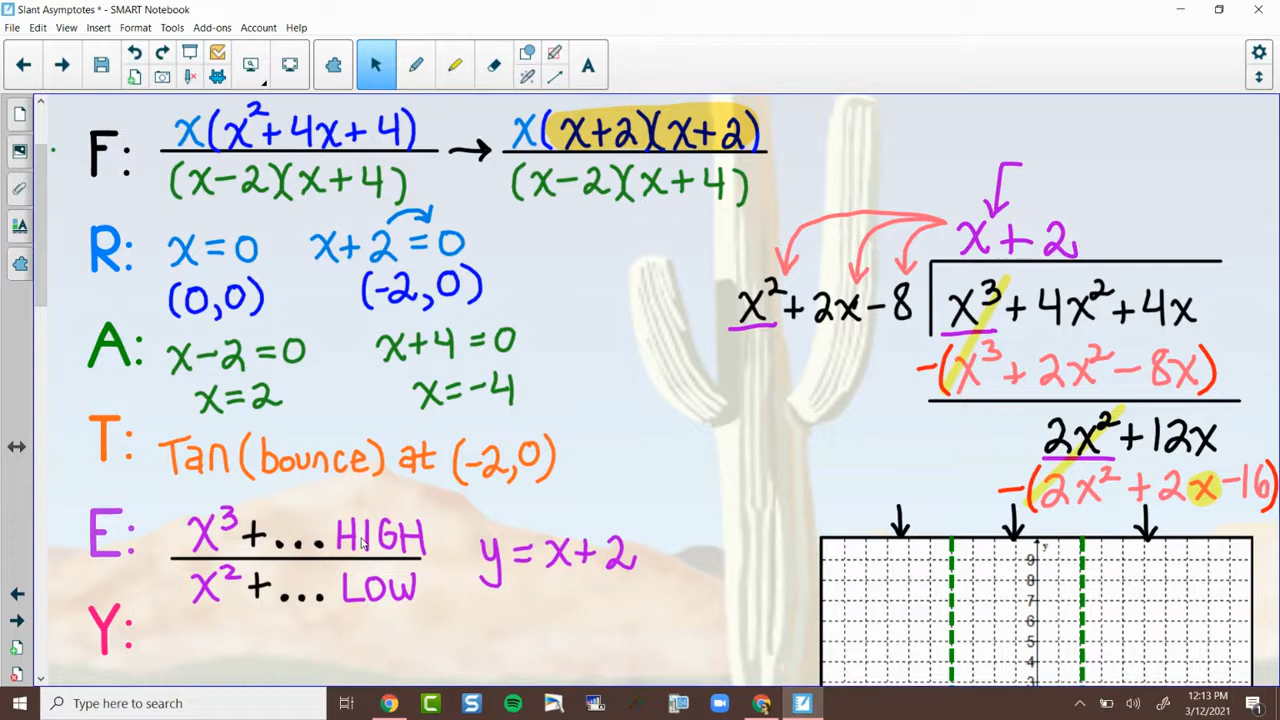 Slant Asymptotes * - SMART Notebook
File Edit View Insert Format Tools Add-ons Account Help
F: x(x²+4x+4) / (x-2)(x+4) → x(x+2)(x+2) / (x-2)(x+4)
R: x=0 x+2=0
(0,0) (-2,0)
A: x-2=0 x+4=0
x=2 x=-4
T: Tan (bounce) at (-2,0)
E: x³+... HIGH / x²+... LOW y=x+2
Y:
x+2
x²+2x-8 x³+4x²+4x
-(x³+2x²-8x)
2x²+12x
-(2x²+2x-16)
y
9
8
7
6
5
4
3
Type here to search
12:13 PM
3/12/2021